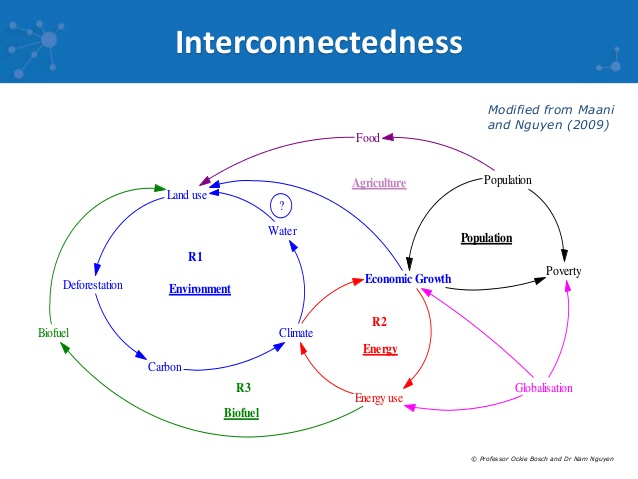 Interconnectedness
Modified from Maani
and Nguyen (2009)
Food
Agriculture
Population
Land use
?
Water
Population
R1
Poverty
Economic Growth
Deforestation
Environment
R2
Biofuel
Climate
Energy
Carbon
R3
Globalisation
Energy use
Biofuel
© Professor Ockie Bosch and Dr Nam Nguyen